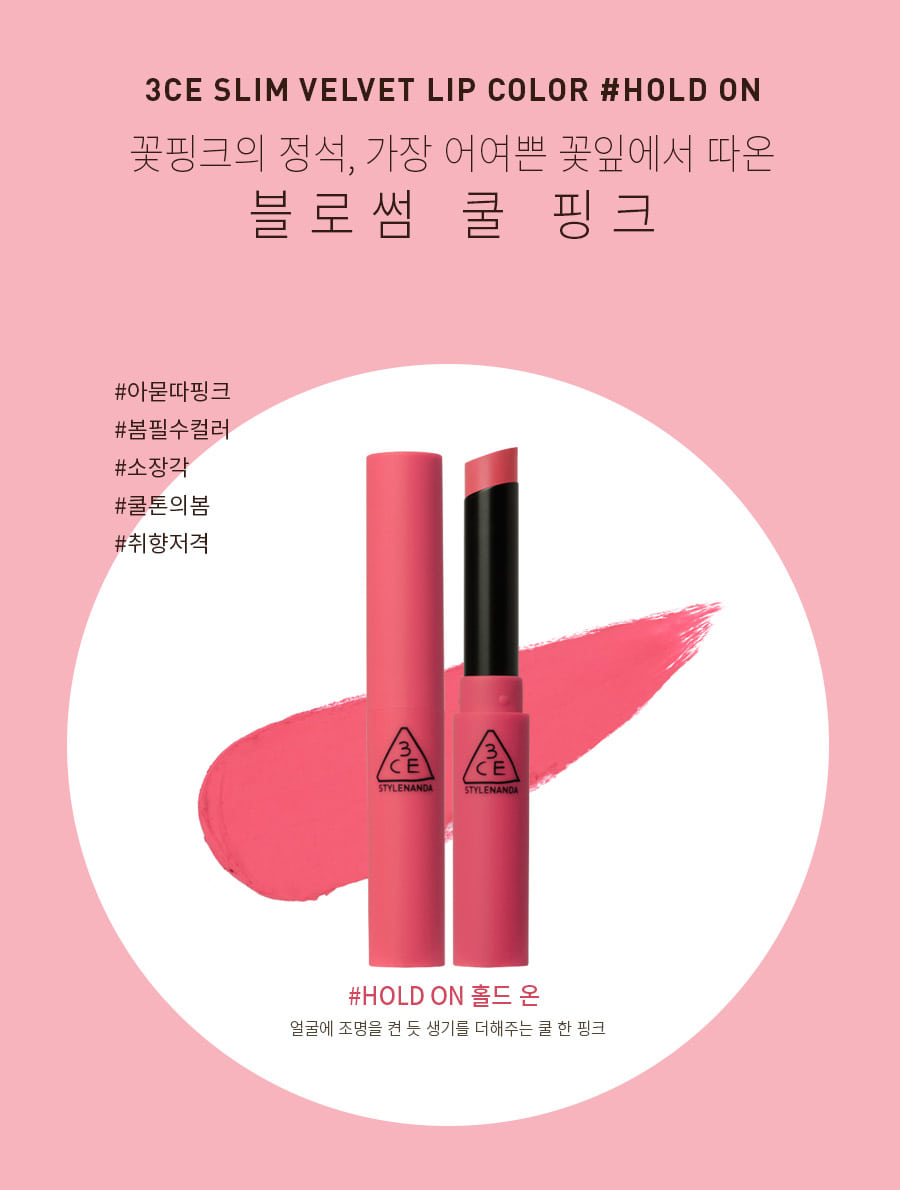 3CE SLIM VELVET LIP COLOR #HOLD ON
꽃핑크의 정석, 가장 어여쁜 꽃잎에서 따온
블로썸 쿨 핑크
#아묻따핑크
#봄필수컬러
#소장각
#쿨톤의봄
#취향저격
3
CE
STYLENANDA
3
CE
STYLENANDA
#HOLD ON 홀드 온
얼굴에 조명을 켠 듯 생기를 더해주는 쿨 한 핑크